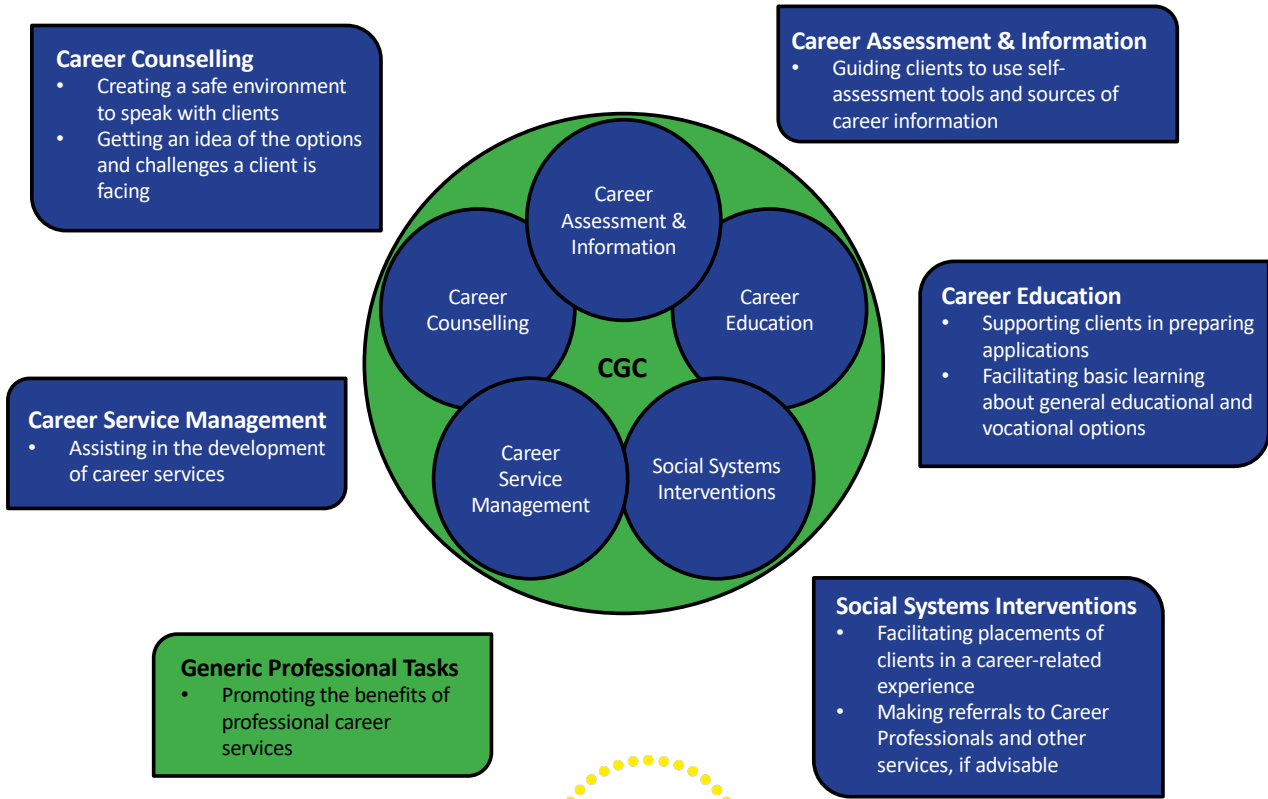 Career Counselling
• Creating a safe environment
to speak with clients
• Getting an idea of the options
and challenges a client is
facing
Career Assessment & Information
• Guiding clients to use self-
assessment tools and sources of
career information
Career
Assessment &
Information
Career
Counselling
Career
Education
CGC
Career
Service
Management
Social Systems
Interventions
Career Education
• Supporting clients in preparing
applications
• Facilitating basic learning
about general educational and
vocational options
Career Service Management
• Assisting in the development
of career services
Social Systems Interventions
• Facilitating placements of
clients in a career-related
experience
• Making referrals to Career
Professionals and other
services, if advisable
Generic Professional Tasks
• Promoting the benefits of
professional career
services